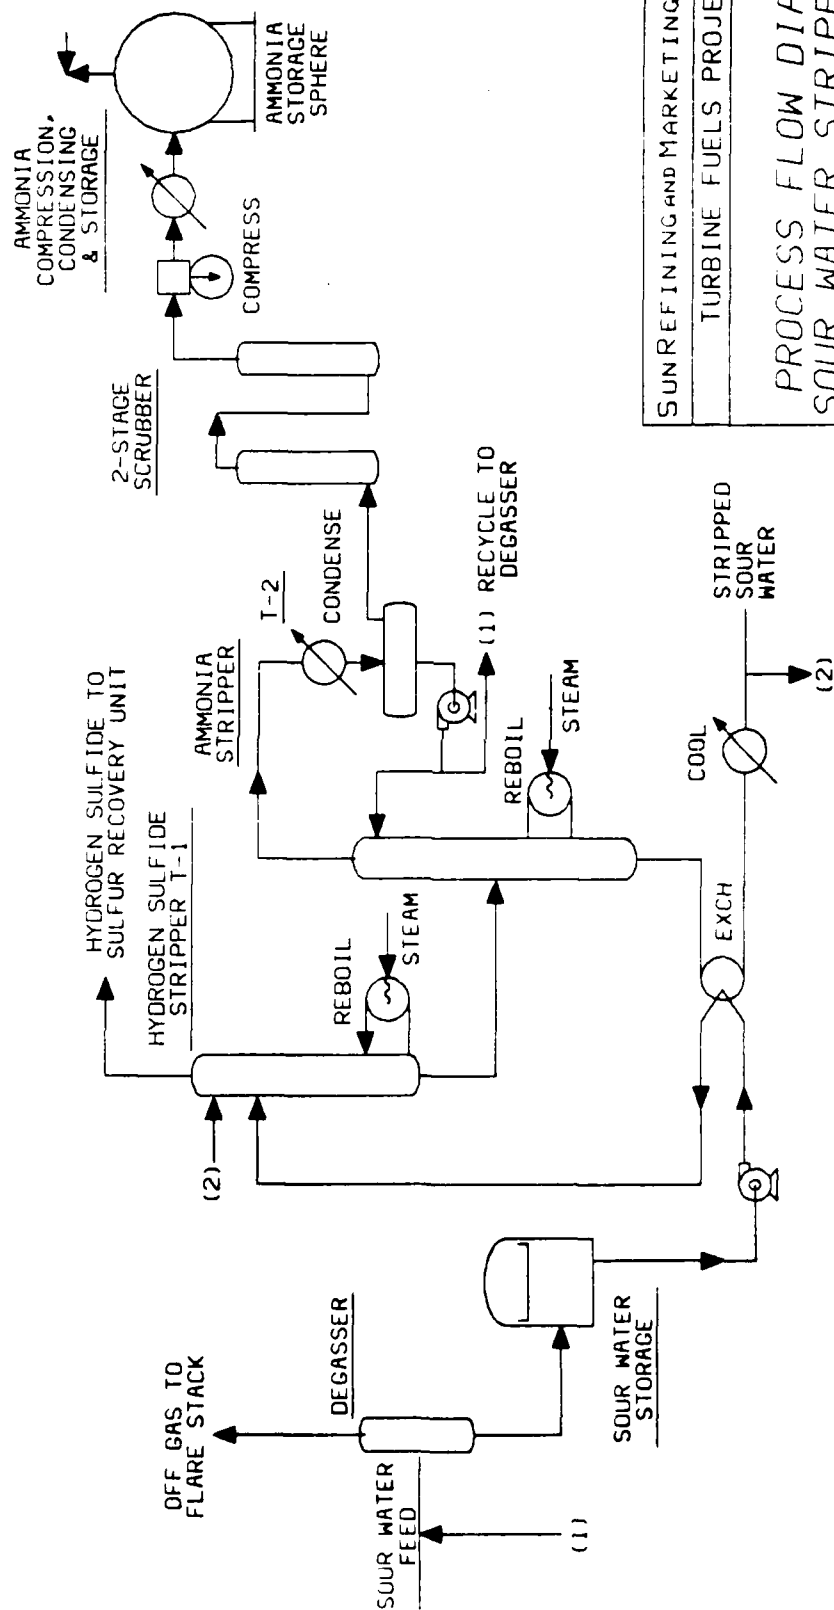 OFF GAS TO
FLARE STACK
DEGASSER
SOUR WATER
FEED
(1)
SOUR WATER
STORAGE
HYDROGEN SULFIDE TO
SULFUR RECOVERY UNIT
HYDROGEN SULFIDE
STRIPPER T-1
(2)
REBOIL
STEAM
EXCH
AMMONIA
STRIPPER
T-2
CONDENSE
(1) RECYCLE TO
DEGASSER
REBOIL
STEAM
COOL
STRIPPED
SOUR
WATER
(2)
2-STAGE
SCRUBBER
AMMONIA
COMPRESSION,
CONDENSING
& STORAGE
COMPRESS
AMMONIA
STORAGE
SPHERE
SUN REFINING AND MARKETING
TURBINE FUELS PROJE
PROCESS FLOW DIA
SOUR WATER STRIPP